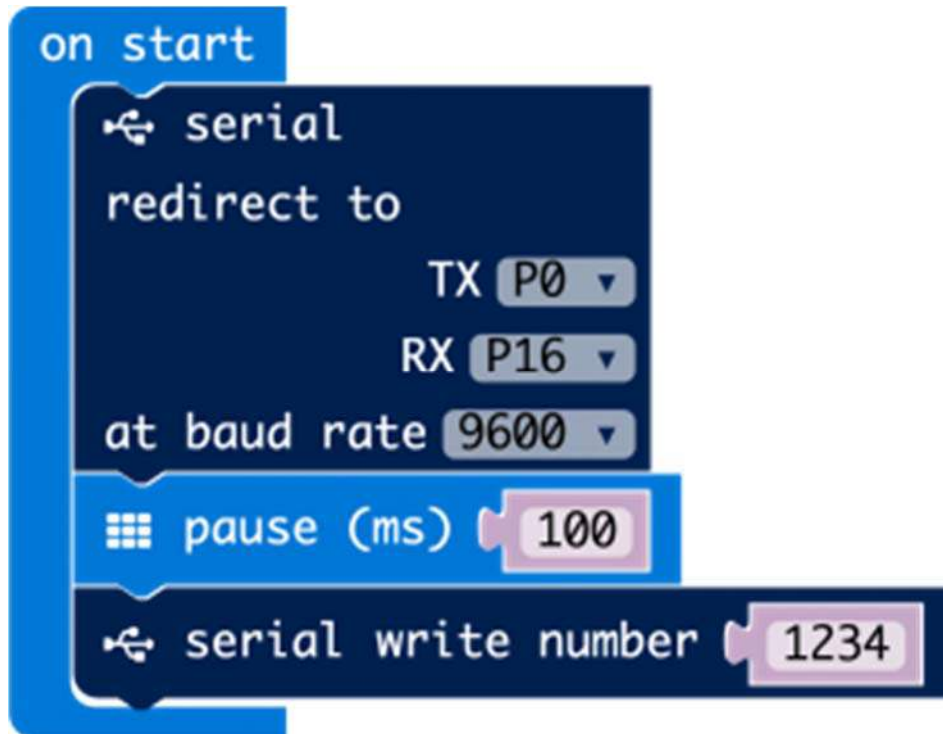 on start
serial
redirect to
TX P0
RX P16
at baud rate 9600
pause (ms) 100
serial write number 1234